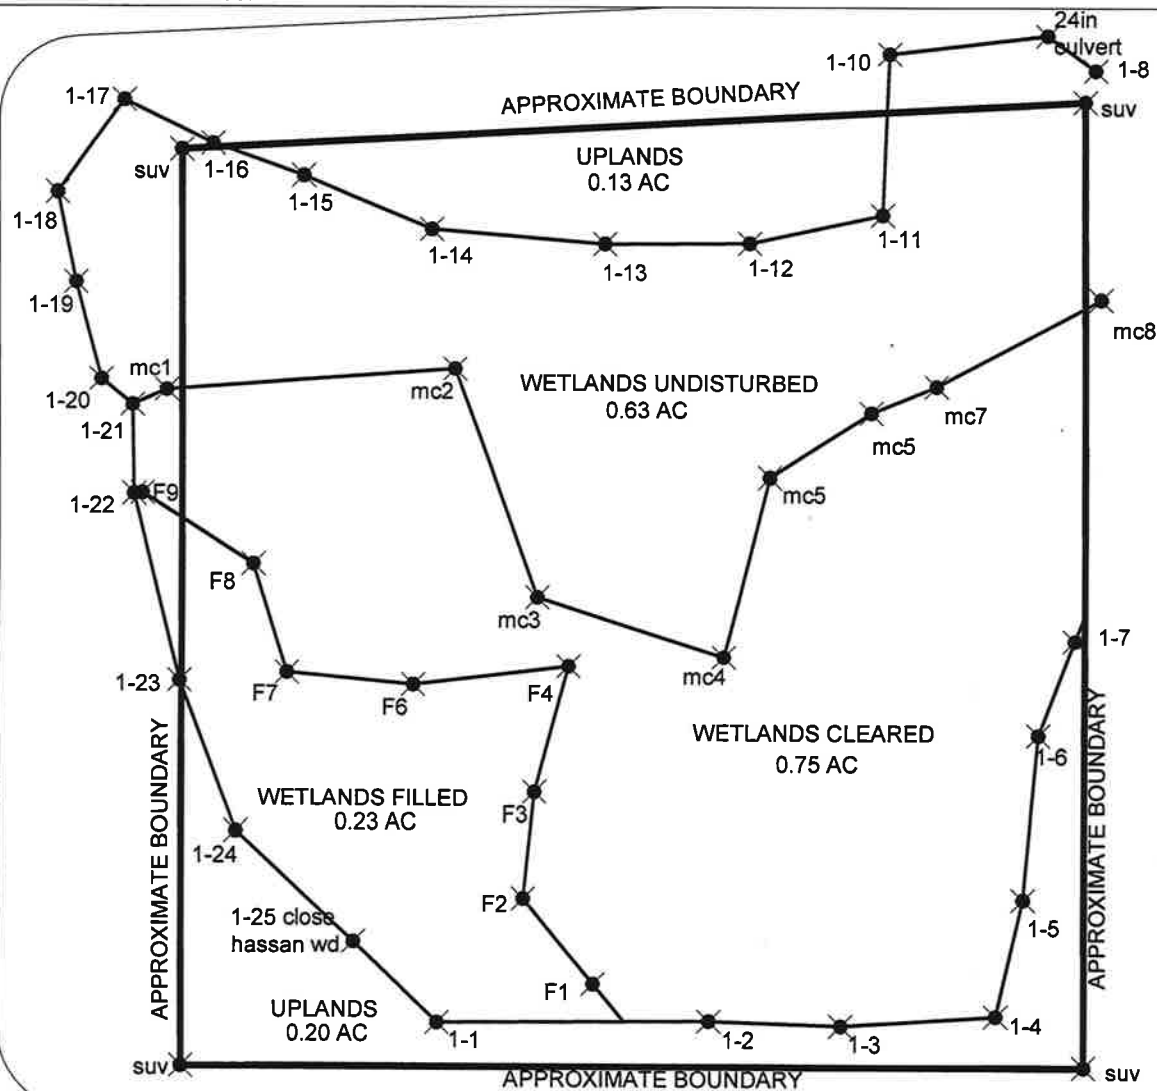 24in
culvert
1-10
1-8
1-17
APPROXIMATE BOUNDARY
suv
1-16
suv
UPLANDS
0.13 AC
1-15
1-18
1-14
1-13
1-12
1-11
1-19
mc8
mc1
1-20
mc2
WETLANDS UNDISTURBED
0.63 AC
mc7
1-21
mc5
1-22
F9
mc5
F8
mc3
1-7
1-23
F7
F6
F4
mc4
WETLANDS CLEARED
0.75 AC
1-6
WETLANDS FILLED
0.23 AC
F3
APPROXIMATE BOUNDARY
APPROXIMATE BOUNDARY
1-24
F2
1-25 close
hassan wd
1-5
F1
UPLANDS
0.20 AC
1-1
1-2
1-3
1-4
suv
APPROXIMATE BOUNDARY
suv